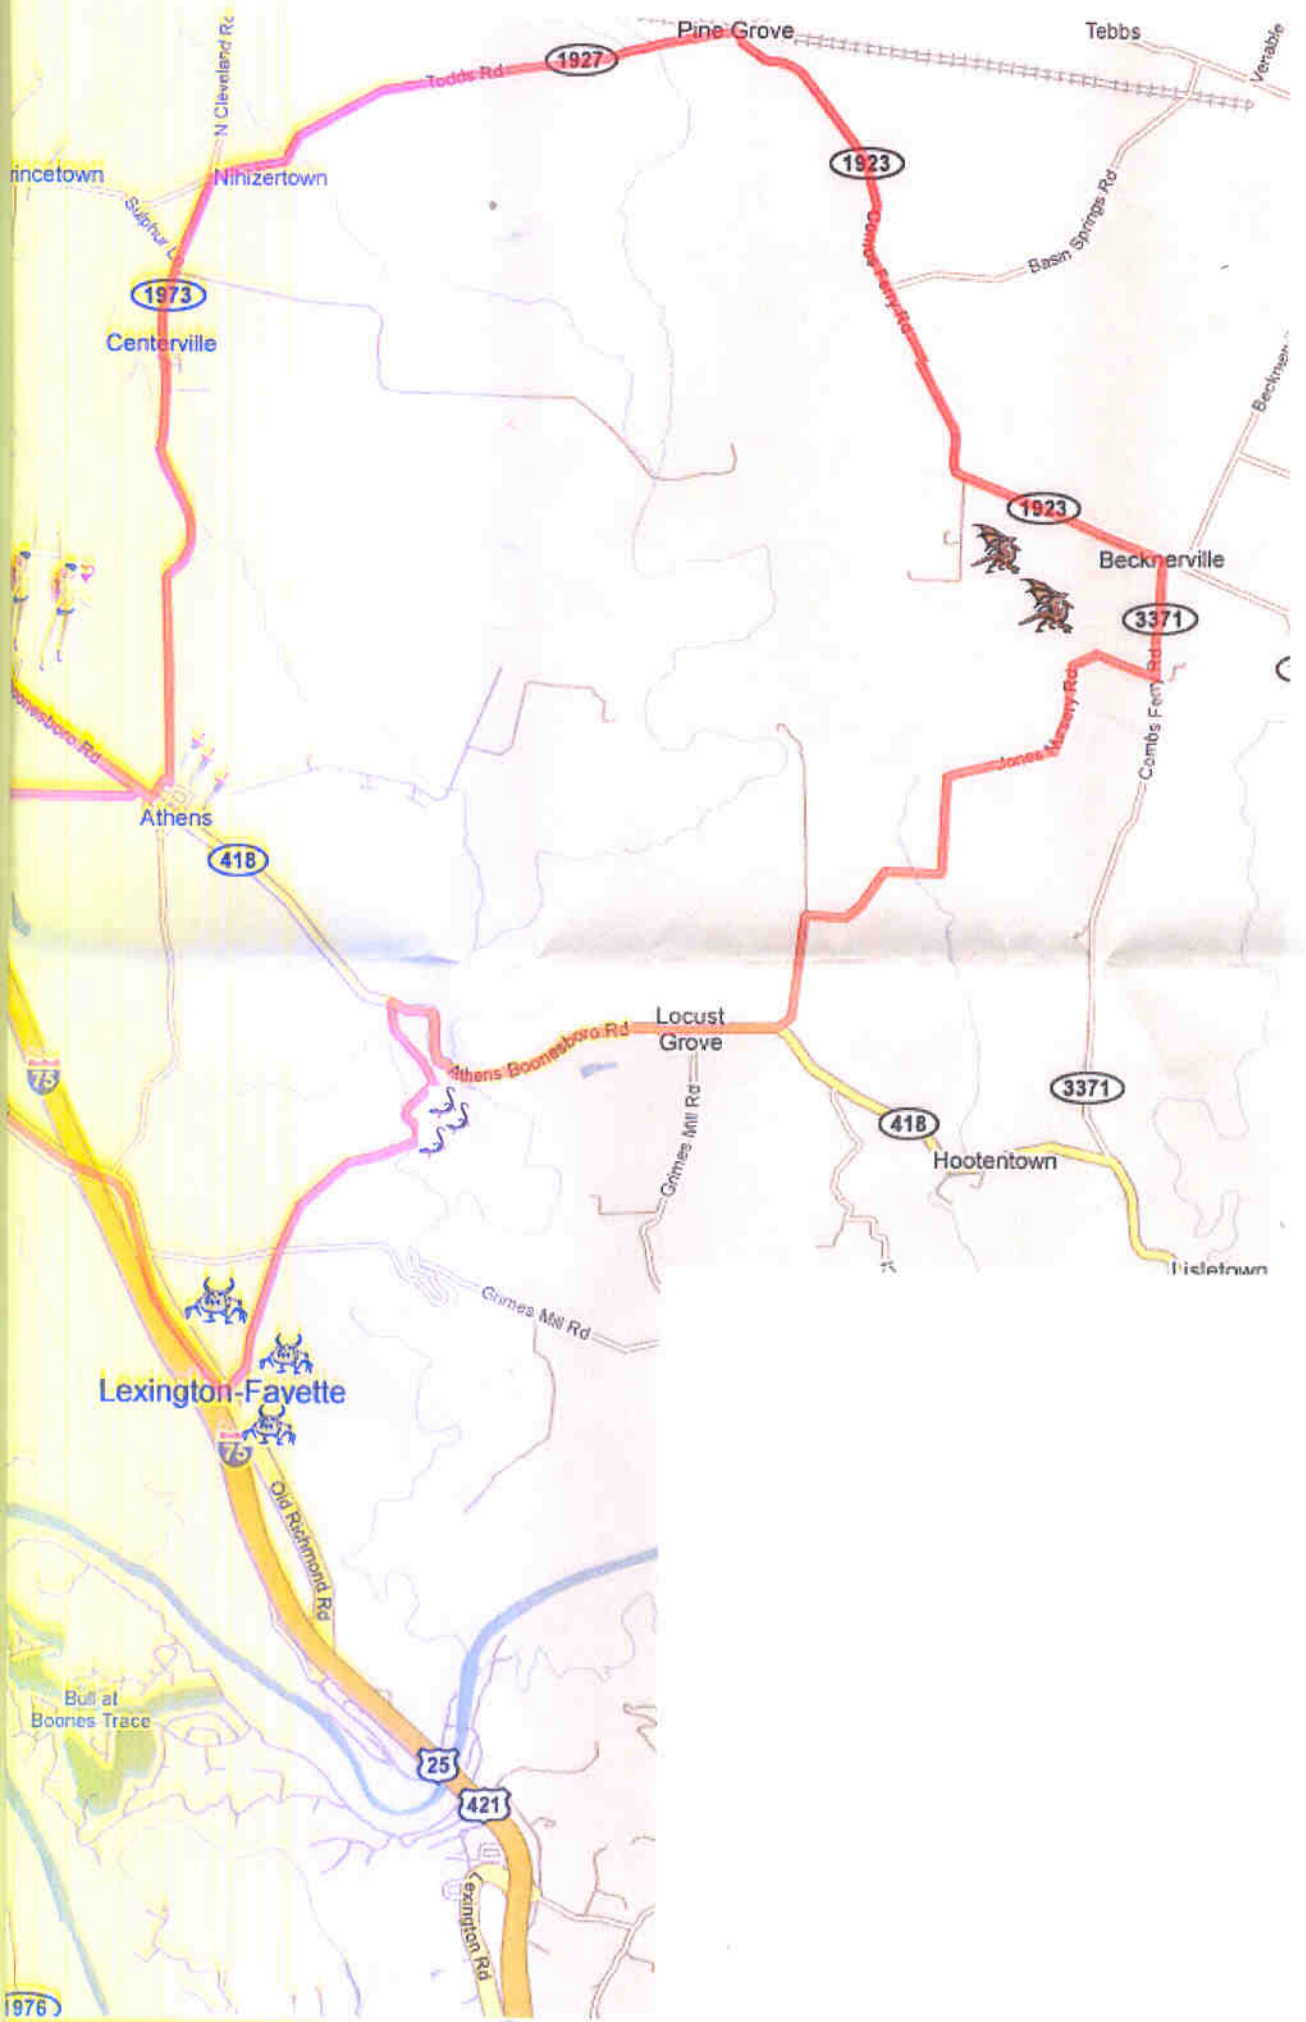 Pine Grove
Tebbs
Venable
N Cleveland Rd
Todds Rd
1927
1923
rincetown
Nihizertown
Sulphur L
Basin Springs Rd
1973
Centerville
Ferry Rd
1923
Becknerville
3371
onesboro Rd
Jones Rd
Combs Ferry Rd
Athens
418
Locust
Grove
Athens Boonesboro Rd
75
3371
Grimes Mill Rd
418
Hootentown
Lisletown
Grimes Mill Rd
Lexington-Fayette
75
Old Richmond Rd
Bull at
Boones Trace
25
421
Lexington Rd
1976